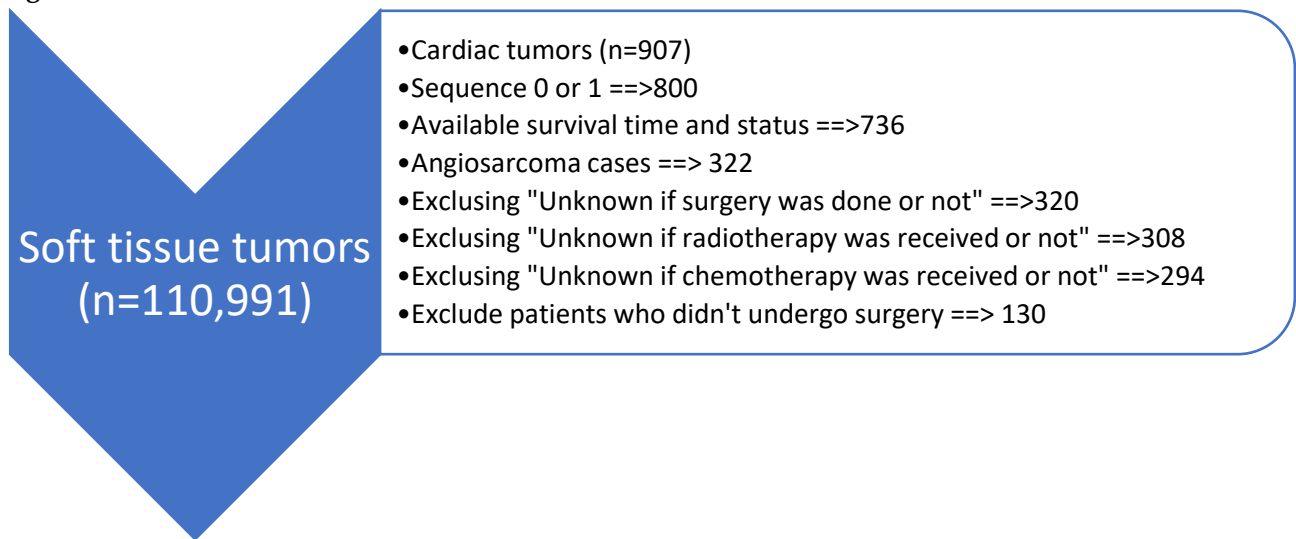 Soft tissue tumors
(n=110,991)
•Cardiac tumors (n=907)
•Sequence 0 or 1 ==>800
•Available survival time and status ==>736
•Angiosarcoma cases ==> 322
•Exclusing "Unknown if surgery was done or not" ==>320
•Exclusing "Unknown if radiotherapy was received or not" ==>308
•Exclusing "Unknown if chemotherapy was received or not" ==>294
•Exclude patients who didn't undergo surgery ==> 130